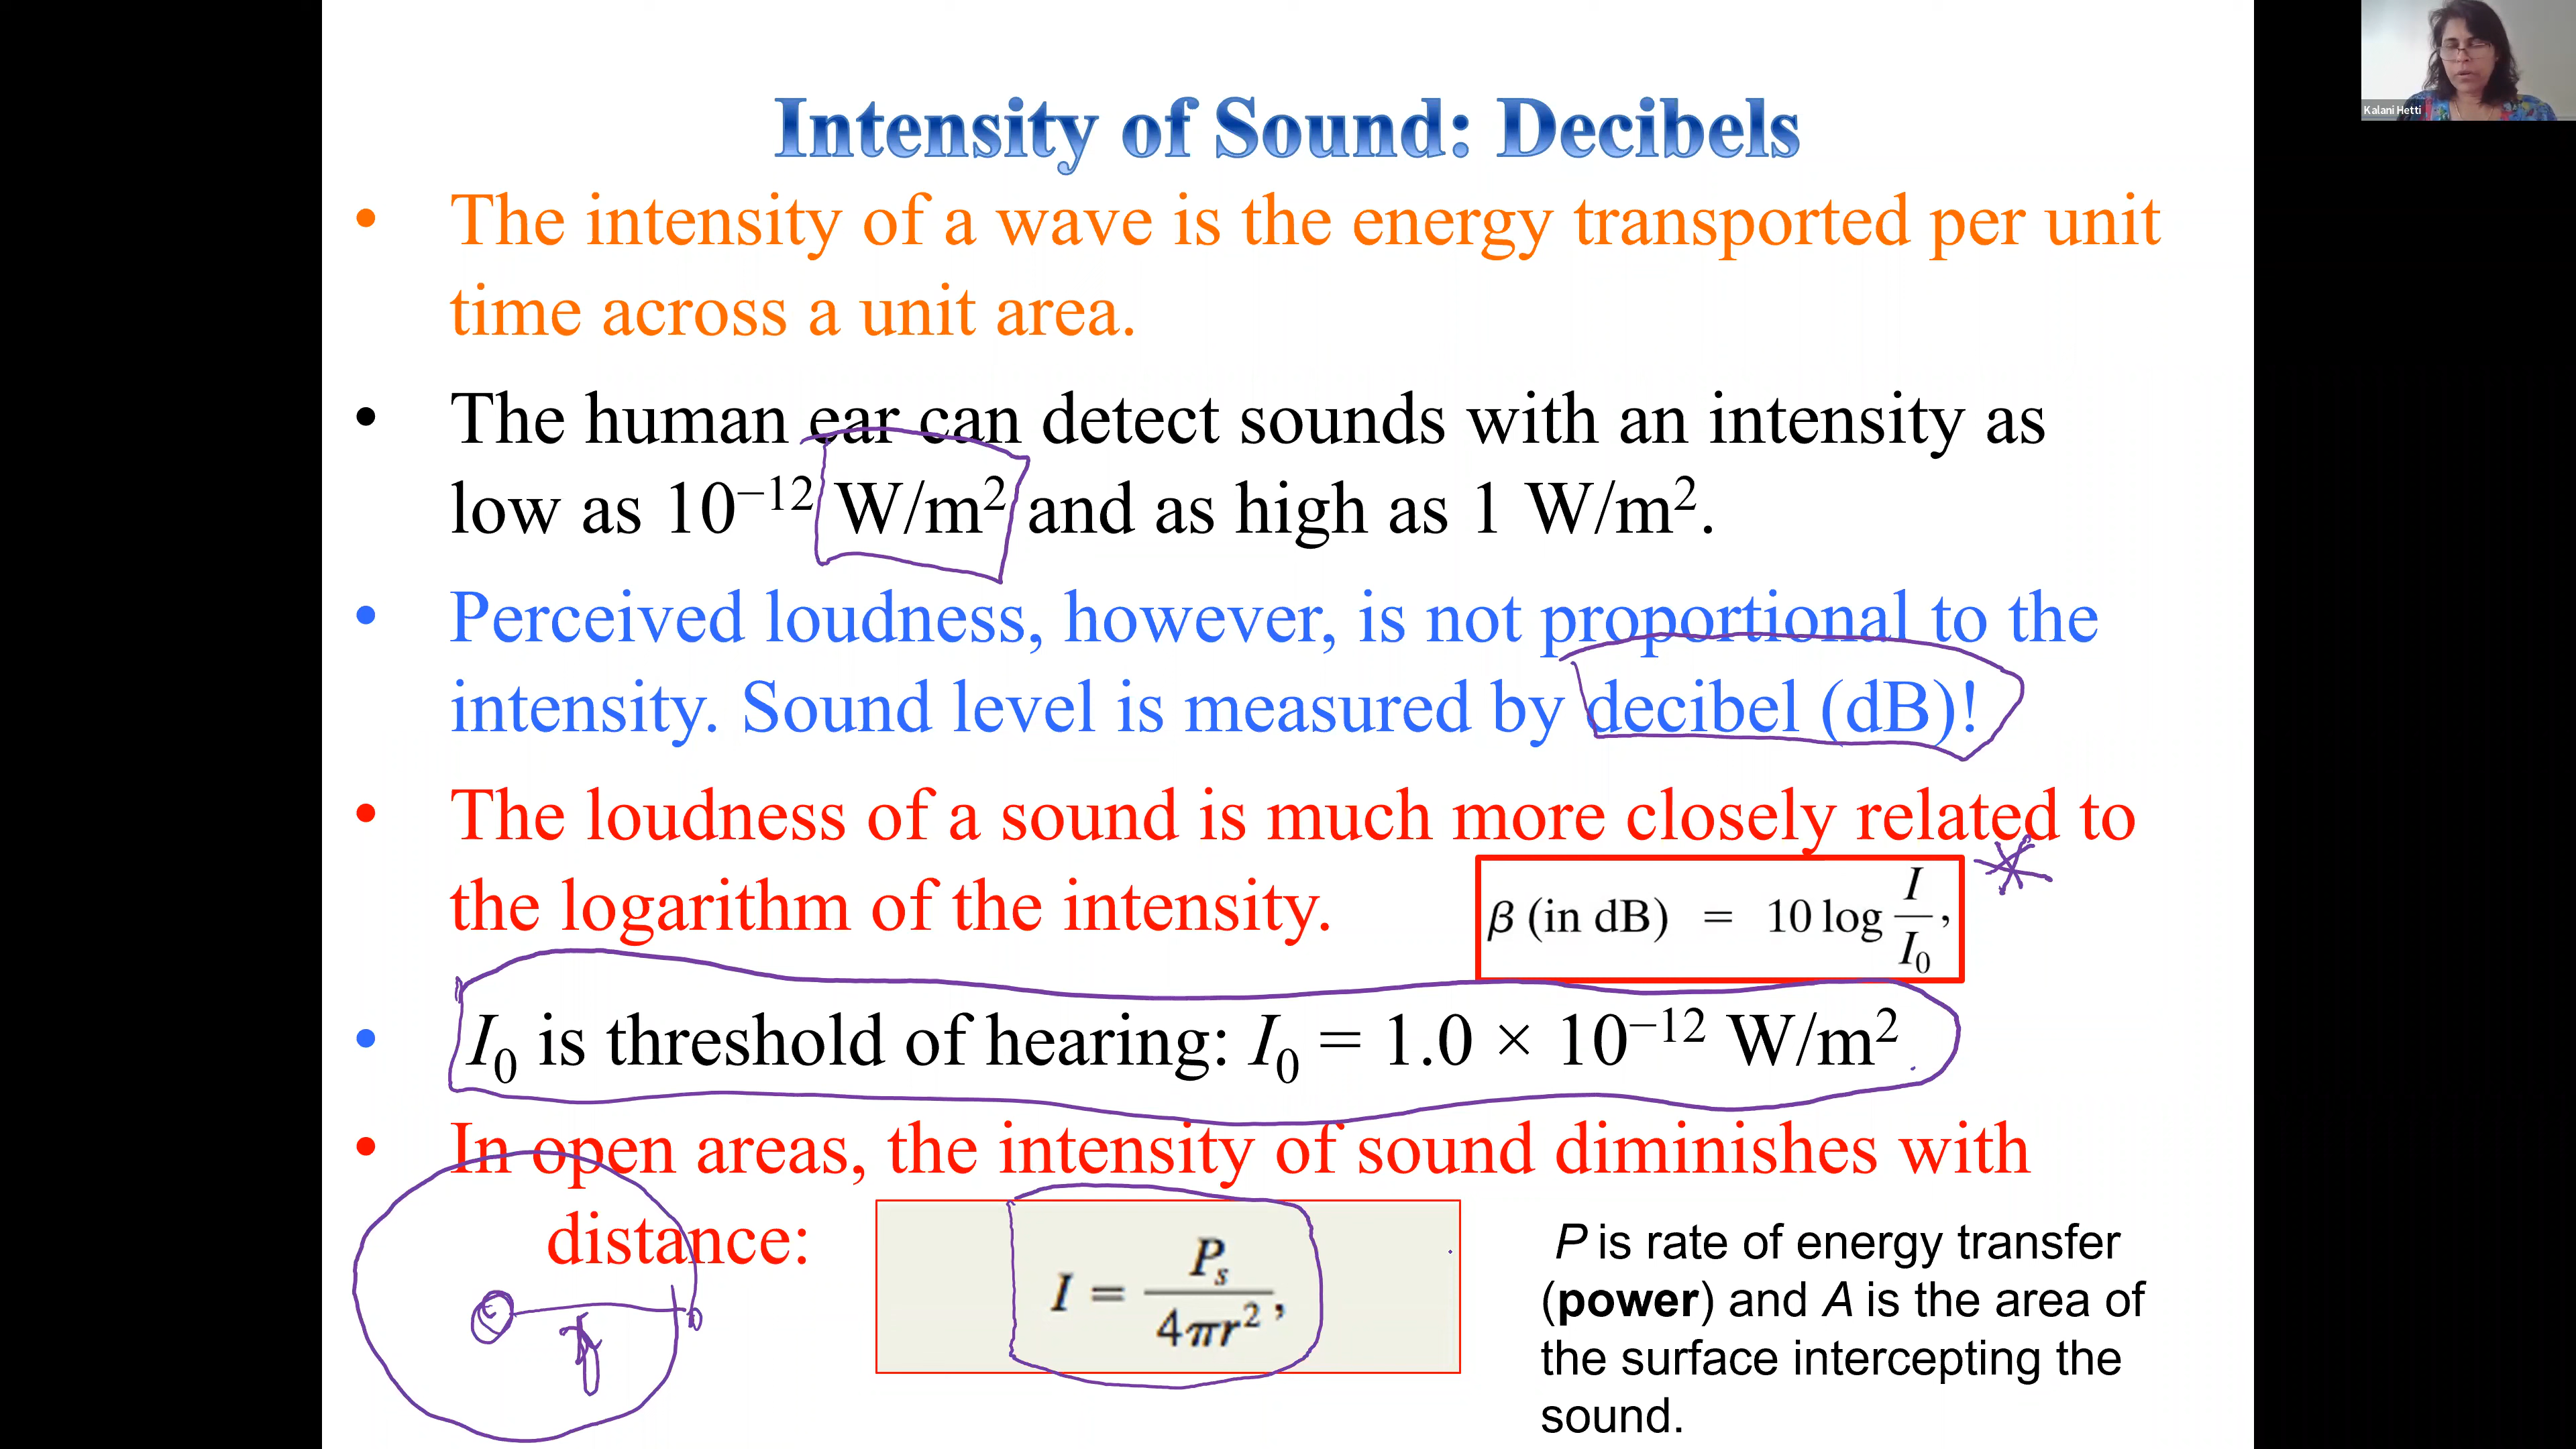 Intensity of Sound: Decibels
Kalani Hetti
• The intensity of a wave is the energy transported per unit
time across a unit area.
• The human ear can detect sounds with an intensity as
low as 10⁻¹² W/m² and as high as 1 W/m².
• Perceived loudness, however, is not proportional to the
intensity. Sound level is measured by decibel (dB)!
• The loudness of a sound is much more closely related to
the logarithm of the intensity.
β (in dB) = 10 log I/I₀,
• I₀ is threshold of hearing: I₀ = 1.0 × 10⁻¹² W/m²
• In open areas, the intensity of sound diminishes with
distance:
I = Pₛ/4πr²,
P is rate of energy transfer
(power) and A is the area of
the surface intercepting the
sound.